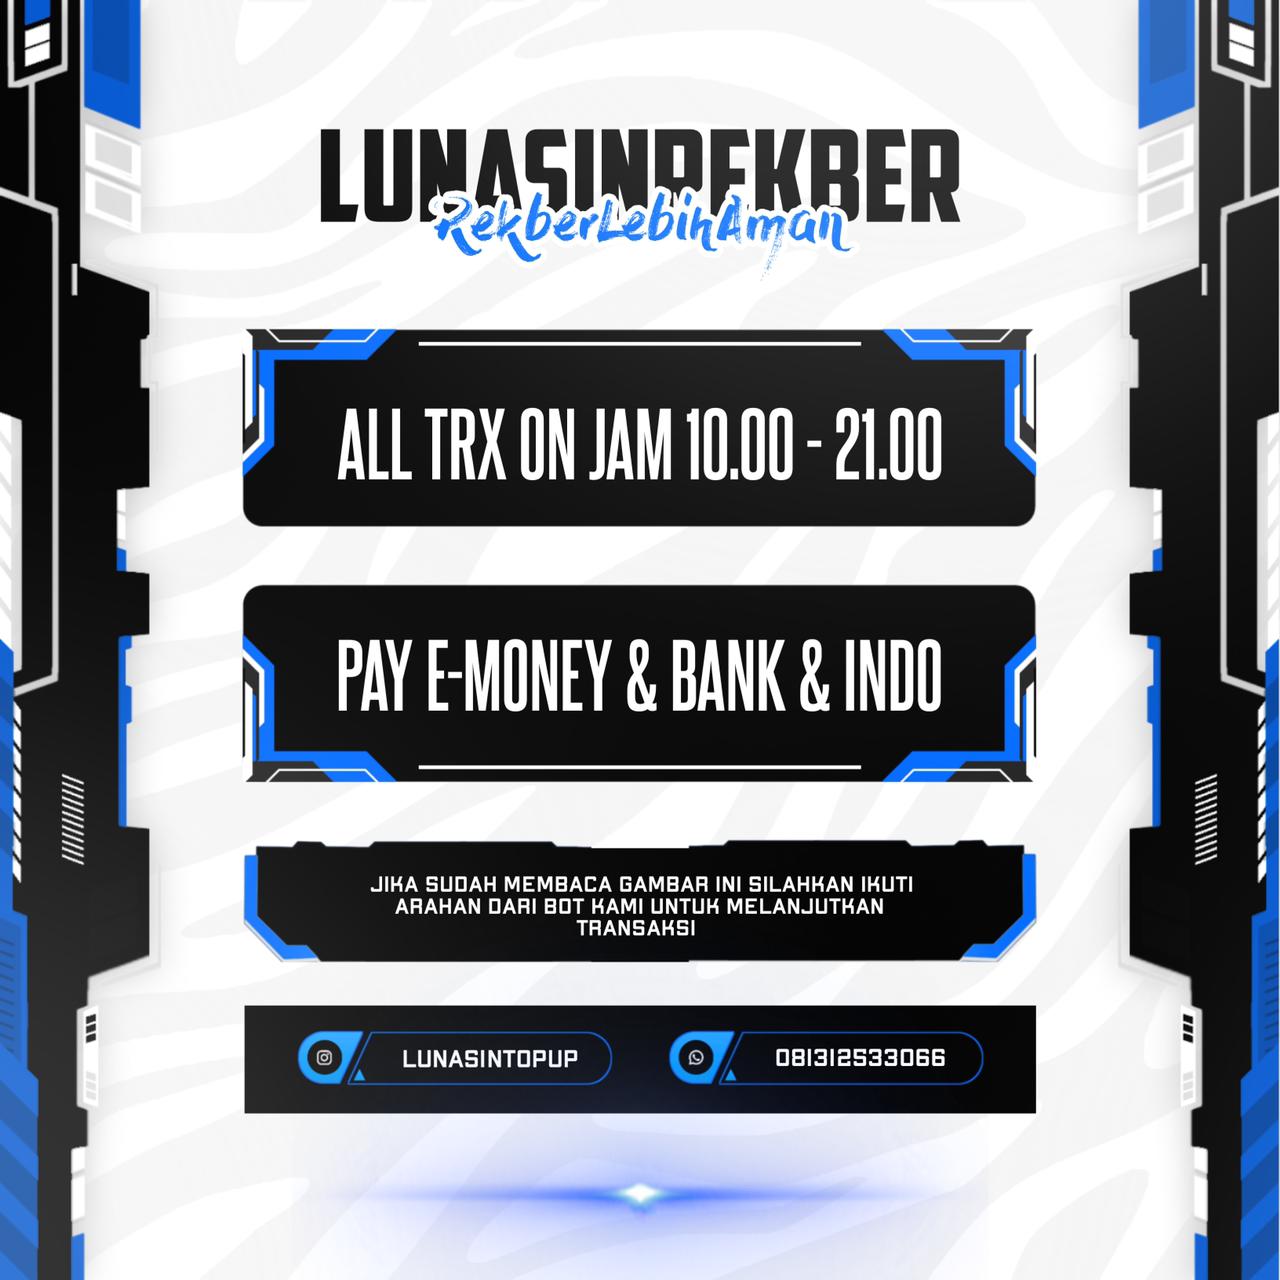 LUNASINREKBER
RekberLebihAman
ALL TRX ON JAM 10.00 - 21.00
PAY E-MONEY & BANK & INDO
JIKA SUDAH MEMBACA GAMBAR INI SILAHKAN IKUTI
ARAHAN DARI BOT KAMI UNTUK MELANJUTKAN
TRANSAKSI
LUNASINTOPUP
081312533066